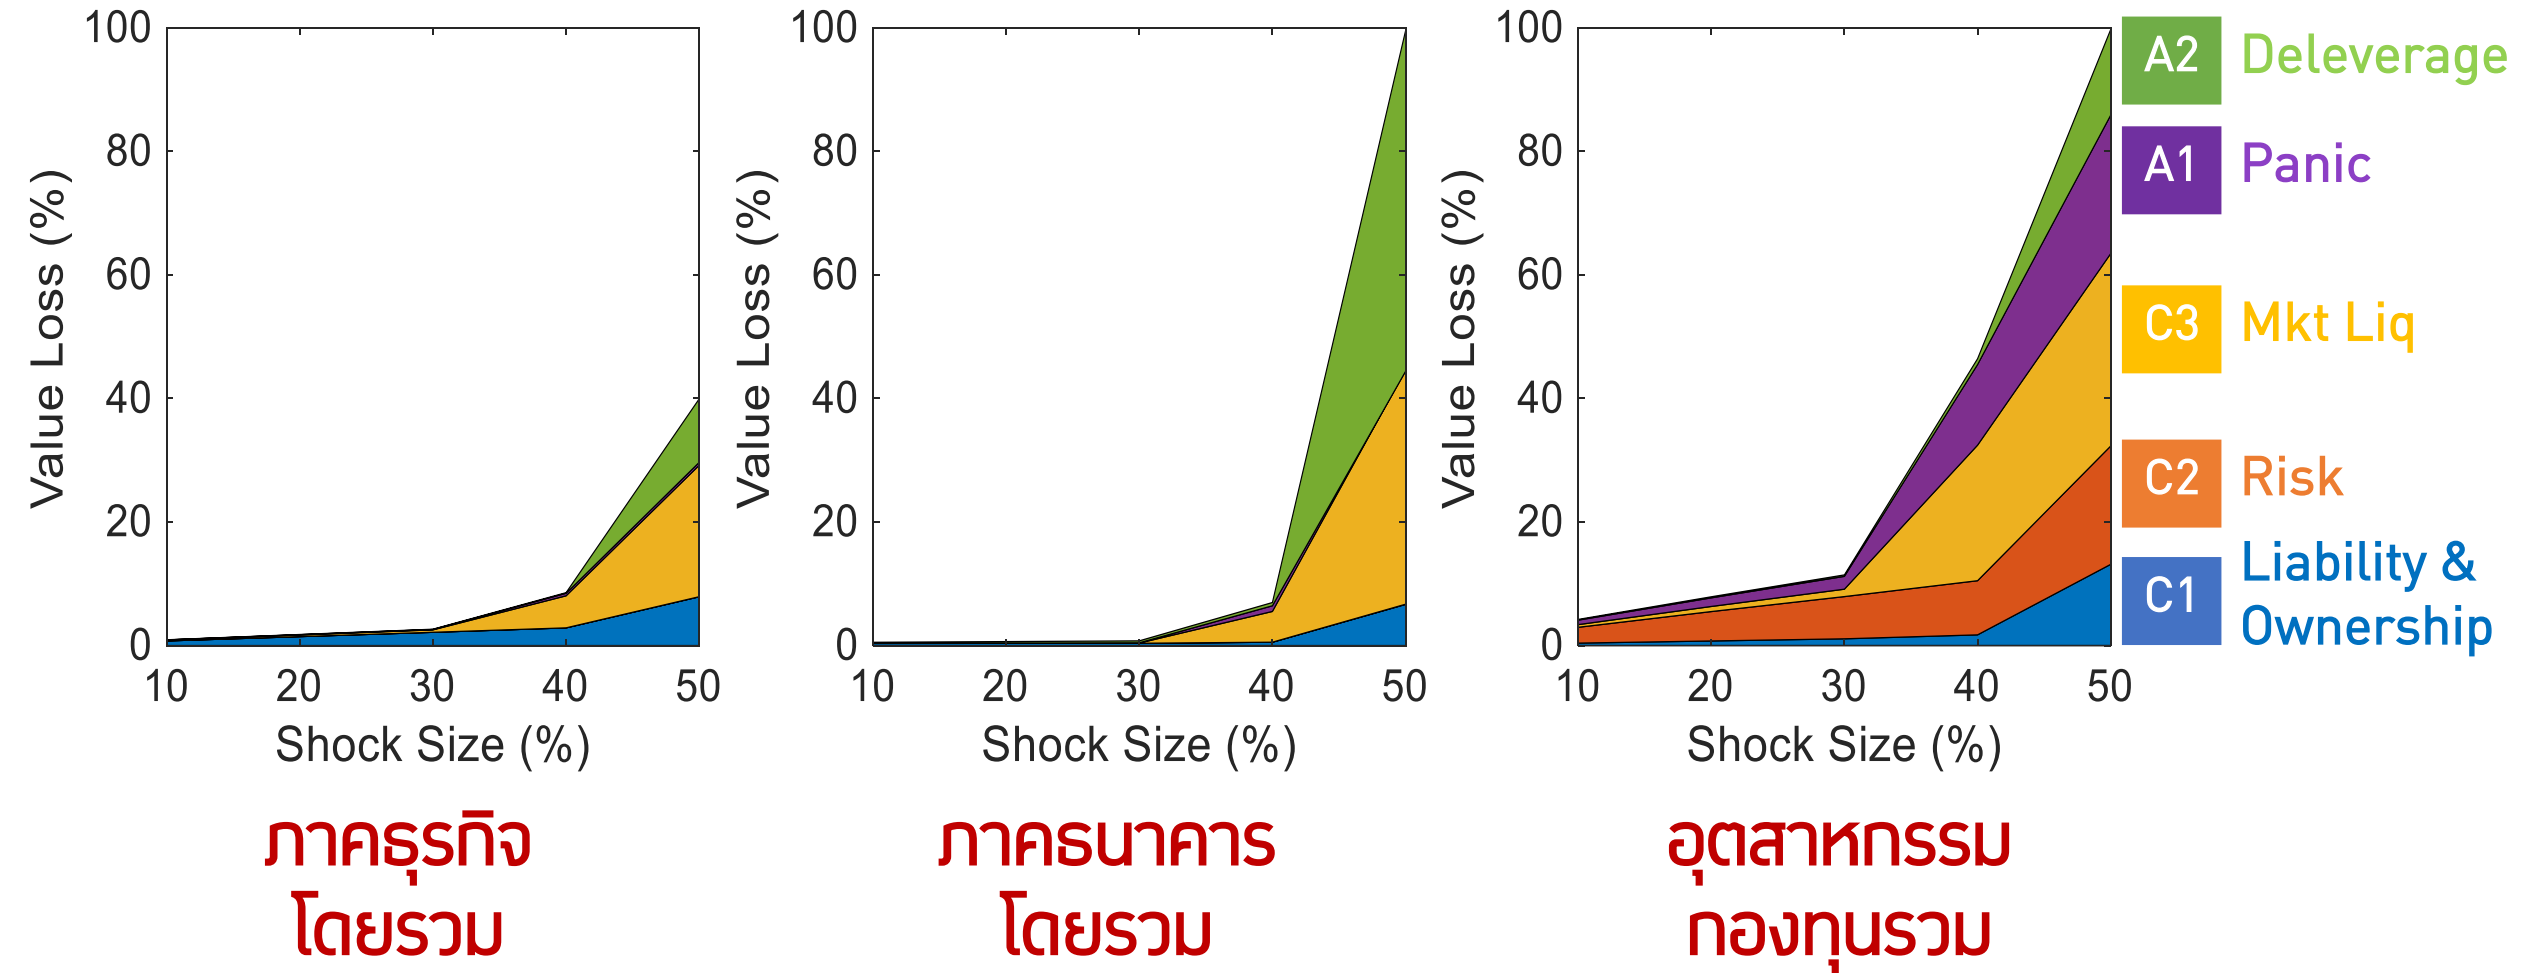 100
80
60
40
20
0
Value Loss (%)
10 20 30 40 50
Shock Size (%)
ภาคธุรกิจ
โดยรวม
100
80
60
40
20
0
Value Loss (%)
10 20 30 40 50
Shock Size (%)
ภาคธนาคาร
โดยรวม
100
80
60
40
20
0
Value Loss (%)
10 20 30 40 50
Shock Size (%)
อุตสาหกรรม
กองทุนรวม
A2 Deleverage
A1 Panic
C3 Mkt Liq
C2 Risk
C1 Liability &
Ownership